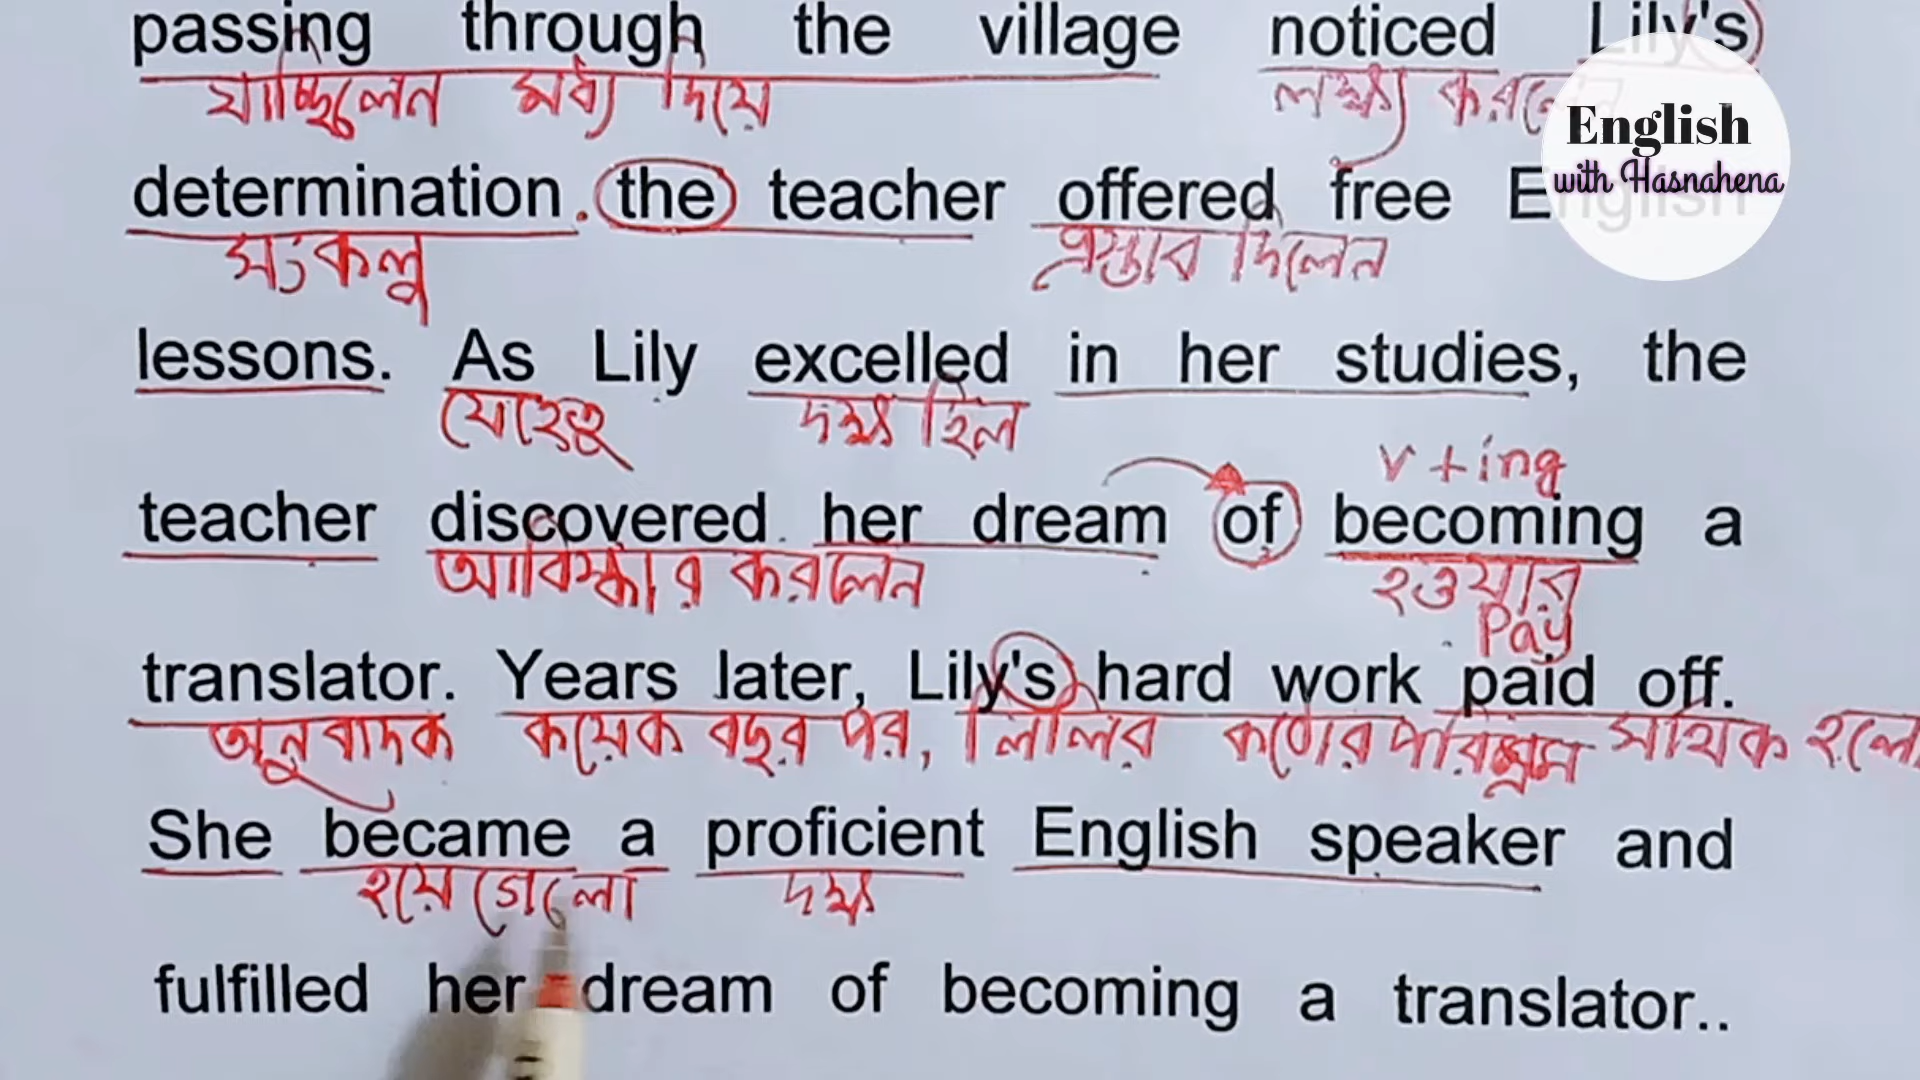 passing through the village noticed Lily's
যাচ্ছিলেন মধ্য দিয়ে লক্ষ্য করলেন
English
with Hasnahena
determination. the teacher offered free English
সংকল্প প্রস্তাব দিলেন
lessons. As Lily excelled in her studies, the
যেহেতু দক্ষ ছিল
v + ing
teacher discovered her dream of becoming a
আবিষ্কার করলেন হওয়ার
Pay
translator. Years later, Lily's hard work paid off.
অনুবাদক কয়েক বছর পর, লিলির কঠোর পরিশ্রম সার্থক হলো
She became a proficient English speaker and
হয়ে গেলো দক্ষ
fulfilled her dream of becoming a translator..